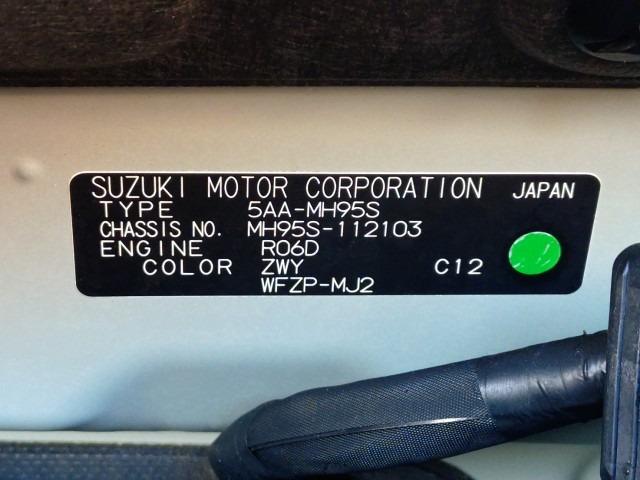 SUZUKI MOTOR CORPORATION JAPAN
TYPE 5AA-MH95S
CHASSIS NO. MH95S-112103
ENGINE R06D
COLOR ZWY C12
WFZP-MJ2